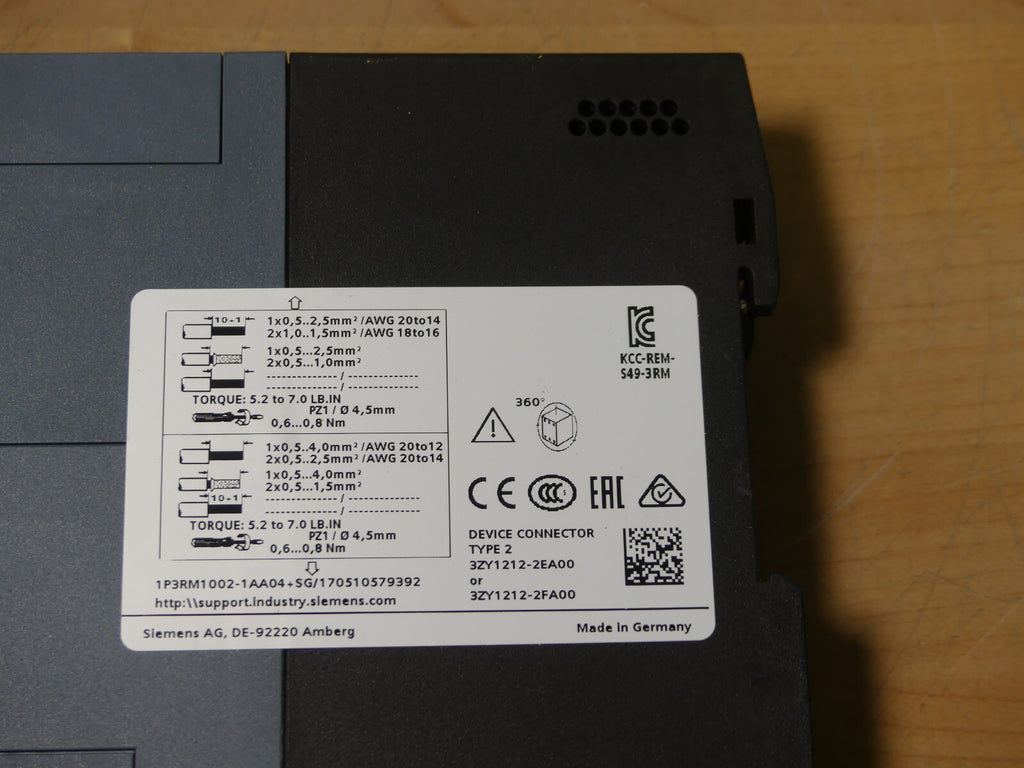 10-1
1x0,5..2,5mm² /AWG 20to14
2x1,0..1,5mm² /AWG 18to16
1x0,5...2,5mm²
2x0,5...1,0mm²
--------------- / ---------------
--------------- / ---------------
TORQUE: 5.2 to 7.0 LB.IN
PZ1 / Ø 4,5mm
0,6...0,8 Nm
1x0,5..4,0mm² /AWG 20to12
2x0,5..2,5mm² /AWG 20to14
1x0,5...4,0mm²
2x0,5...1,5mm²
10-1
--------------- / ---------------
--------------- / ---------------
TORQUE: 5.2 to 7.0 LB.IN
PZ1 / Ø 4,5mm
0,6...0,8 Nm
1P3RM1002-1AA04+SG/170510579392
http:\\support.industry.siemens.com
KC
KCC-REM-
S49-3RM
360°
CE CCC S EAC
DEVICE CONNECTOR
TYPE 2
3ZY1212-2EA00
or
3ZY1212-2FA00
Siemens AG, DE-92220 Amberg
Made in Germany